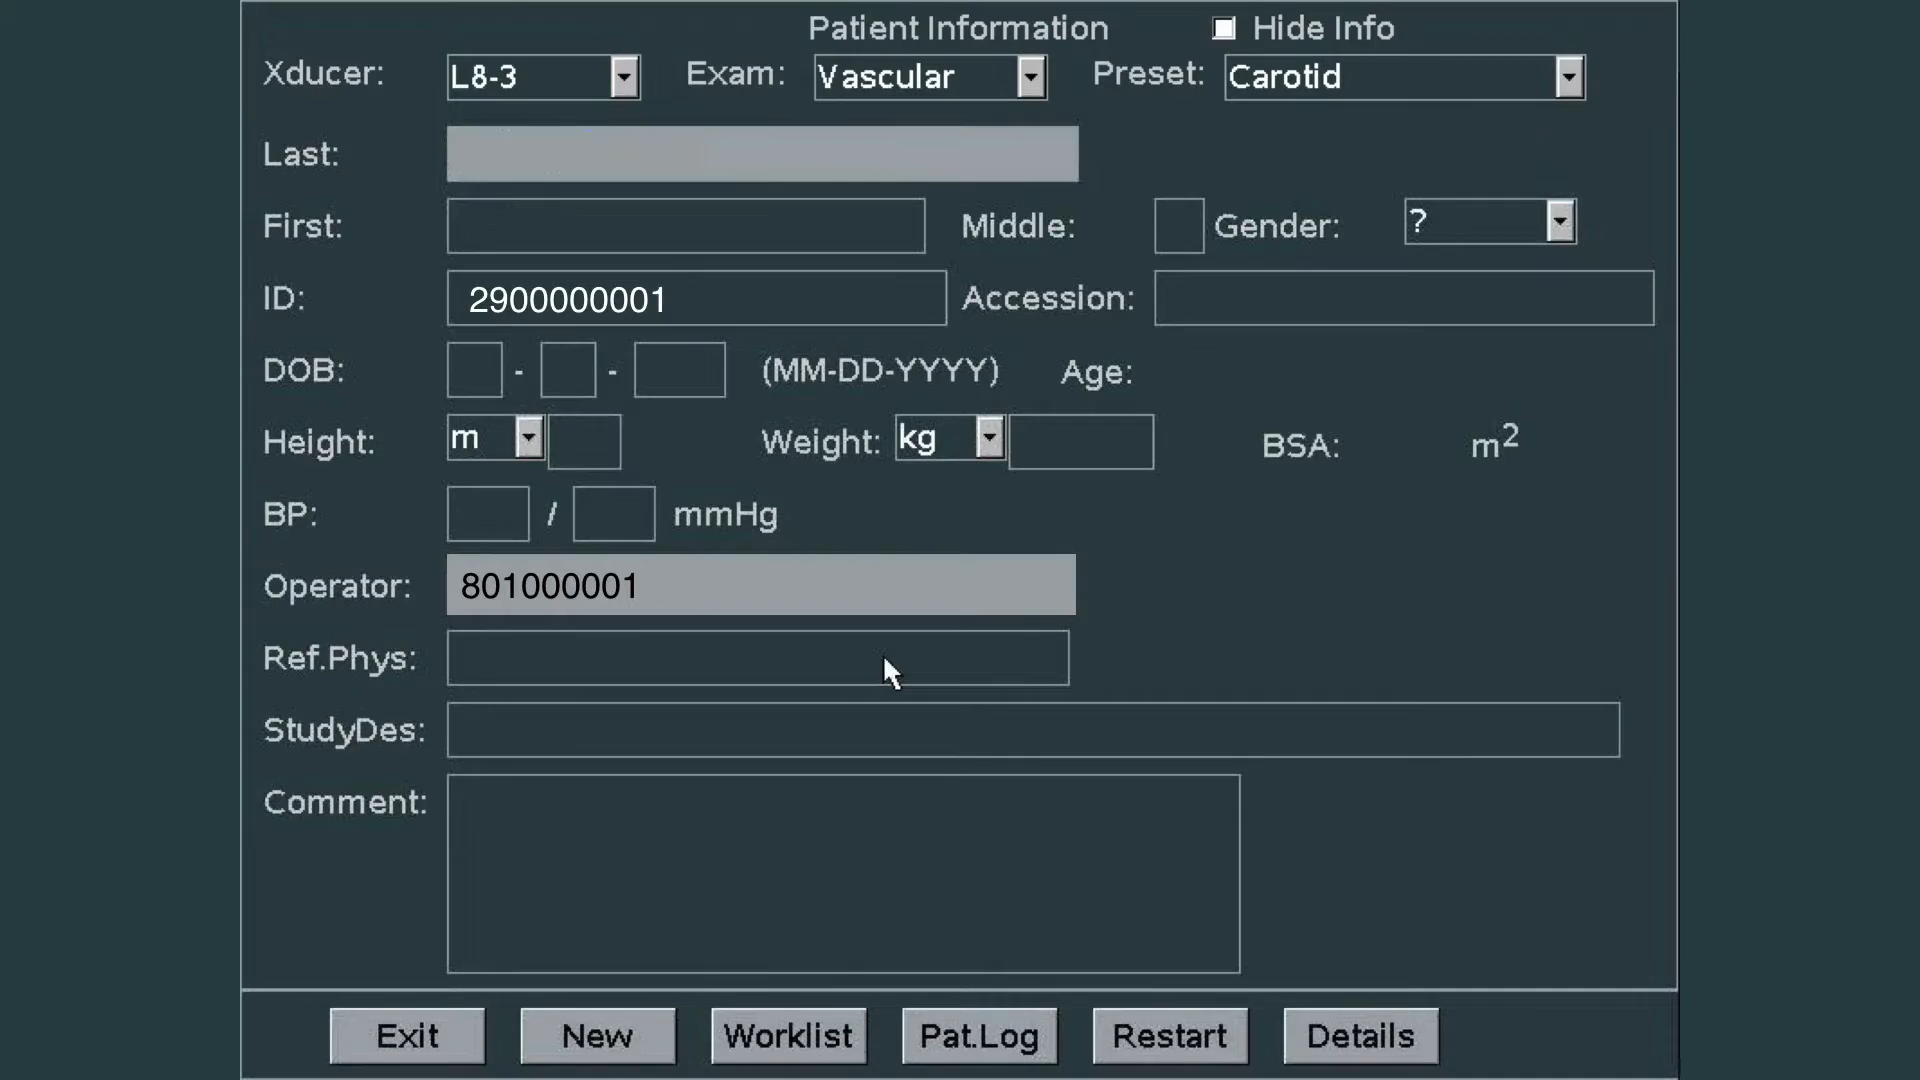 Patient Information Hide Info
Xducer: L8-3 Exam: Vascular Preset: Carotid
Last:
First: Middle: Gender: ?
ID: 2900000001 Accession:
DOB: - - (MM-DD-YYYY) Age:
Height: m Weight: kg BSA: m2
BP: / mmHg
Operator: 801000001
Ref.Phys:
StudyDes:
Comment:
Exit New Worklist Pat.Log Restart Details